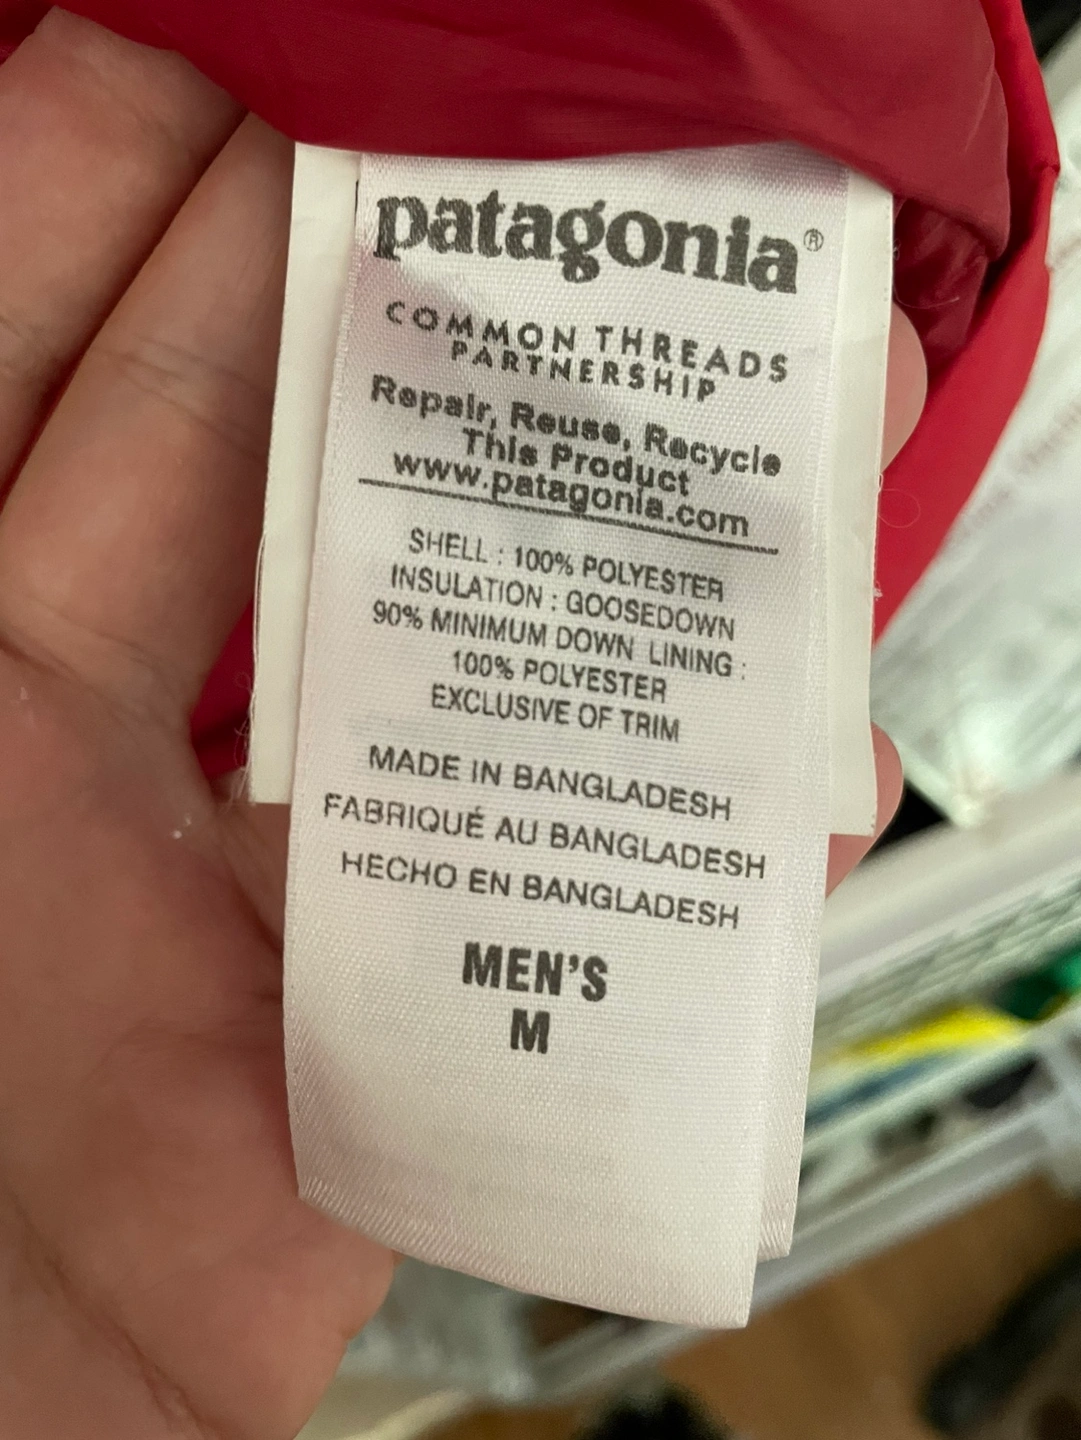 patagonia®
COMMON THREADS
PARTNERSHIP
Repair, Reuse, Recycle
This Product
www.patagonia.com
SHELL : 100% POLYESTER
INSULATION : GOOSEDOWN
90% MINIMUM DOWN LINING :
100% POLYESTER
EXCLUSIVE OF TRIM
MADE IN BANGLADESH
FABRIQUÉ AU BANGLADESH
HECHO EN BANGLADESH
MEN'S
M